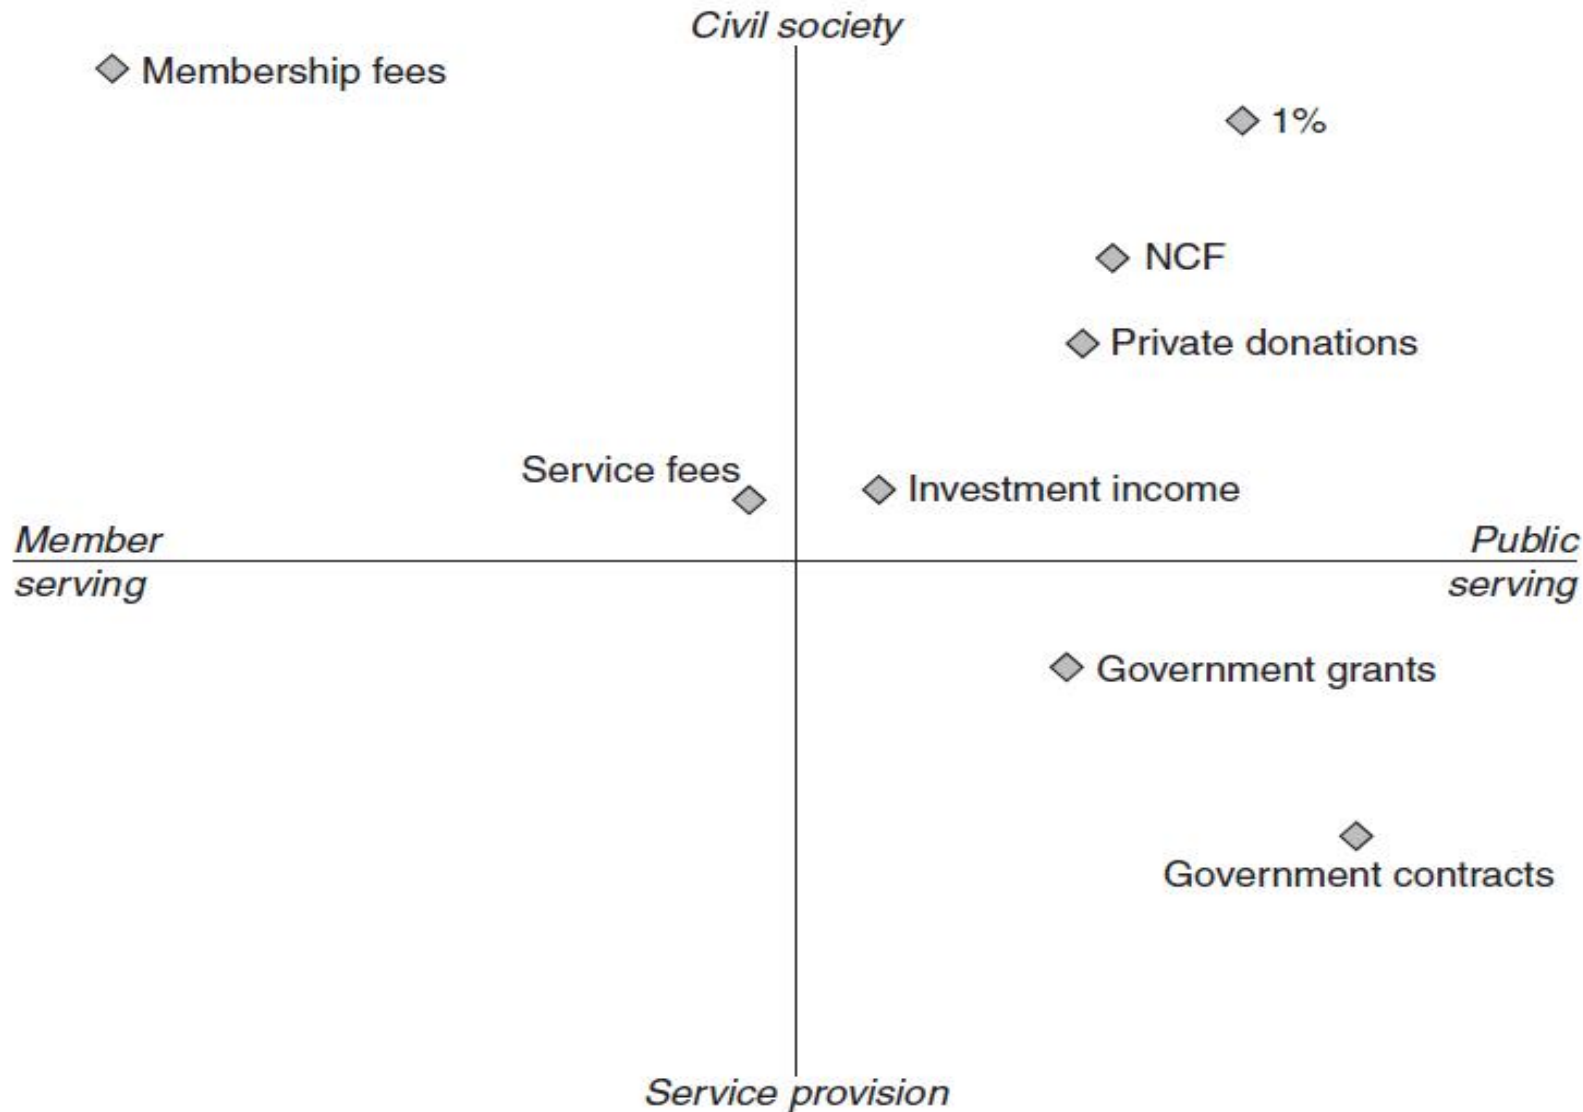 Civil society
Membership fees
1%
NCF
Private donations
Service fees
Investment income
Member
serving
Public
serving
Government grants
Government contracts
Service provision